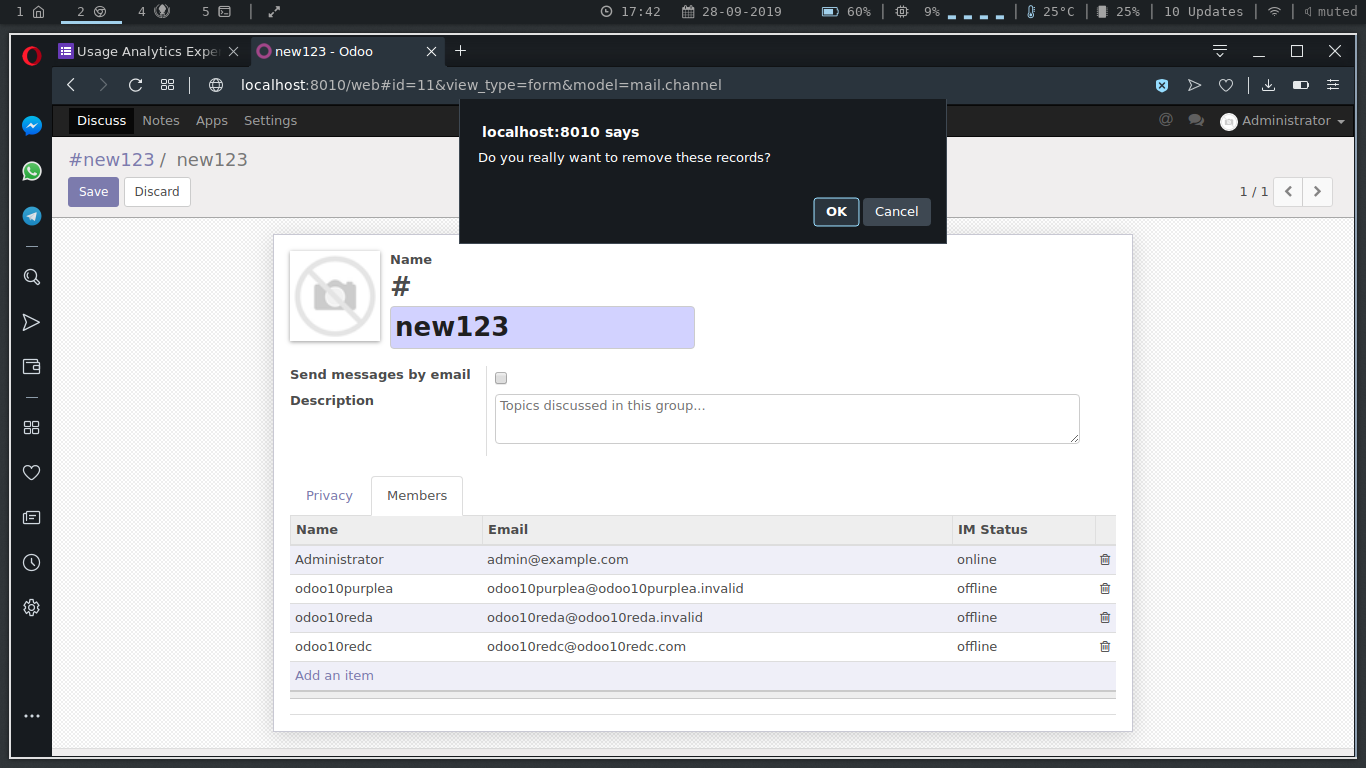 1 2 4 5 17:42 28-09-2019 60% 9% 25°C 25% 10 Updates muted
Usage Analytics Expe new123 - Odoo
localhost:8010/web#id=11&view_type=form&model=mail.channel
Discuss Notes Apps Settings @ Administrator
localhost:8010 says
Do you really want to remove these records?
OK Cancel
#new123 / new123
Save Discard 1 / 1
Name
#
new123
Send messages by email
Description Topics discussed in this group...
Privacy Members
Name Email IM Status
Administrator admin@example.com online
odoo10purplea odoo10purplea@odoo10purplea.invalid offline
odoo10reda odoo10reda@odoo10reda.invalid offline
odoo10redc odoo10redc@odoo10redc.com offline
Add an item